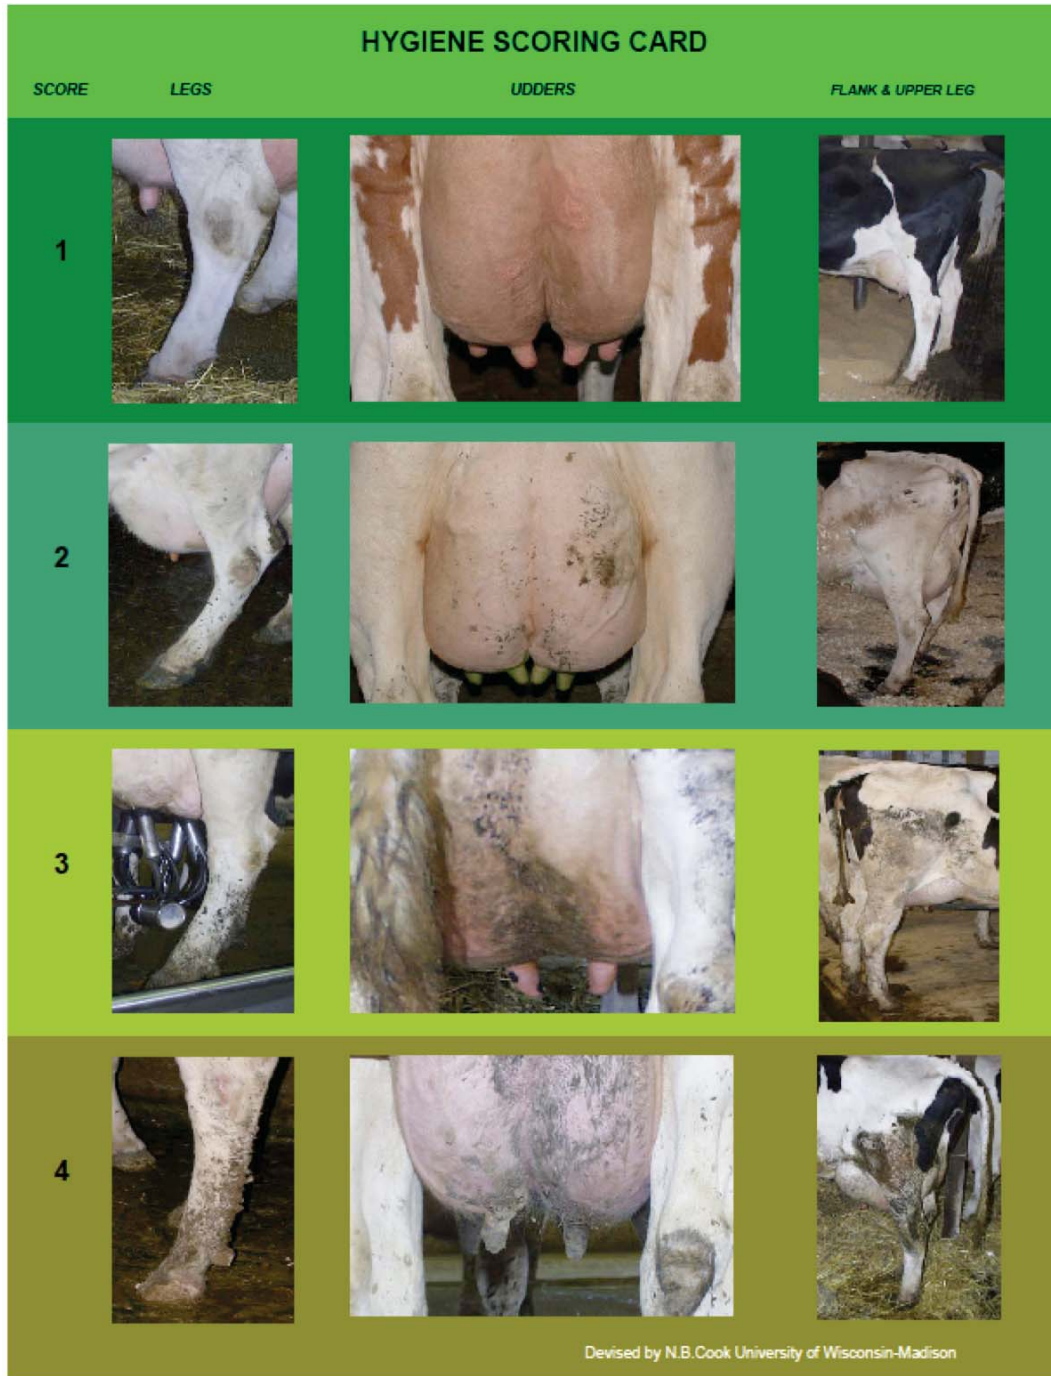 HYGIENE SCORING CARD
SCORE LEGS UDDERS FLANK & UPPER LEG
1
2
3
4
Devised by N.B.Cook University of Wisconsin-Madison